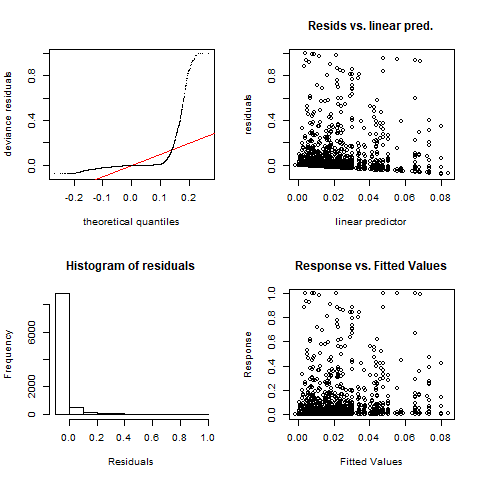 deviance residuals
0.0 0.4 0.8
-0.2 -0.1 0.0 0.1 0.2
theoretical quantiles
Resids vs. linear pred.
residuals
0.0 0.4 0.8
0.00 0.02 0.04 0.06 0.08
linear predictor
Histogram of residuals
Frequency
0 2000 6000
0.0 0.2 0.4 0.6 0.8 1.0
Residuals
Response vs. Fitted Values
Response
0.0 0.2 0.4 0.6 0.8 1.0
0.00 0.02 0.04 0.06 0.08
Fitted Values